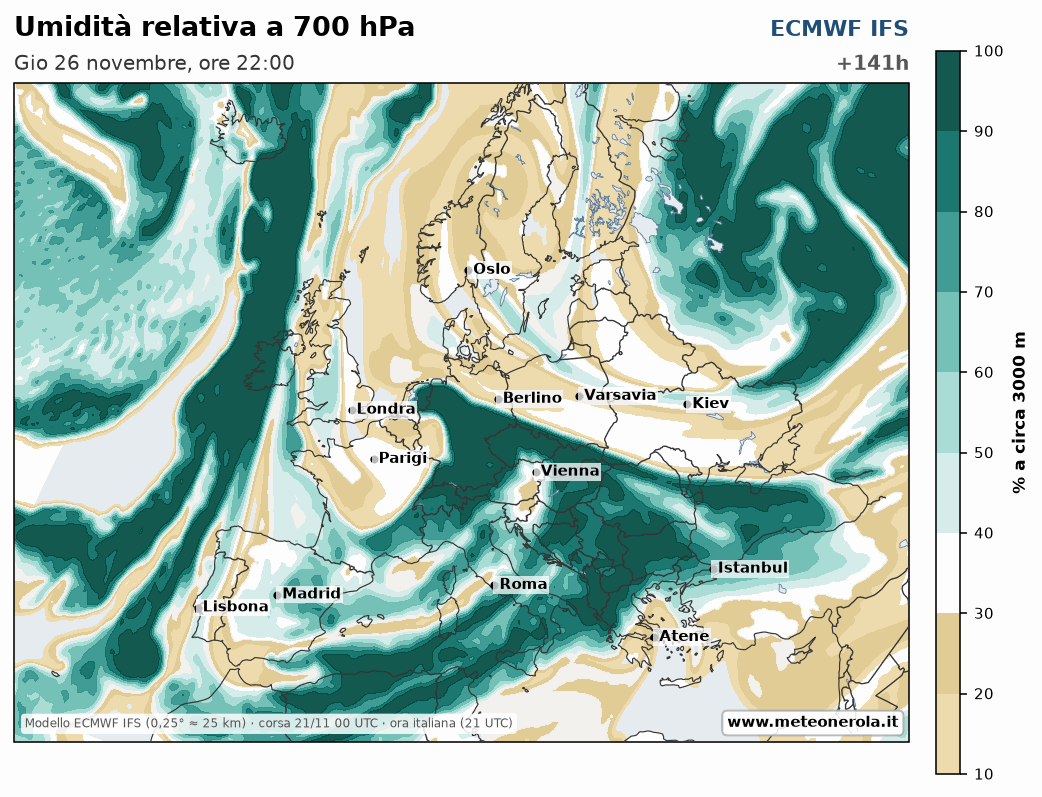 Umidità relativa a 700 hPa
ECMWF IFS
Gio 26 novembre, ore 22:00
+141h
100
90
80
70
60
50
40
30
20
10
% a circa 3000 m
Oslo
Berlino
Varsavia
Kiev
Londra
Parigi
Vienna
Istanbul
Roma
Madrid
Lisbona
Atene
Modello ECMWF IFS (0,25° ≈ 25 km) · corsa 21/11 00 UTC · ora italiana (21 UTC)
www.meteonerola.it